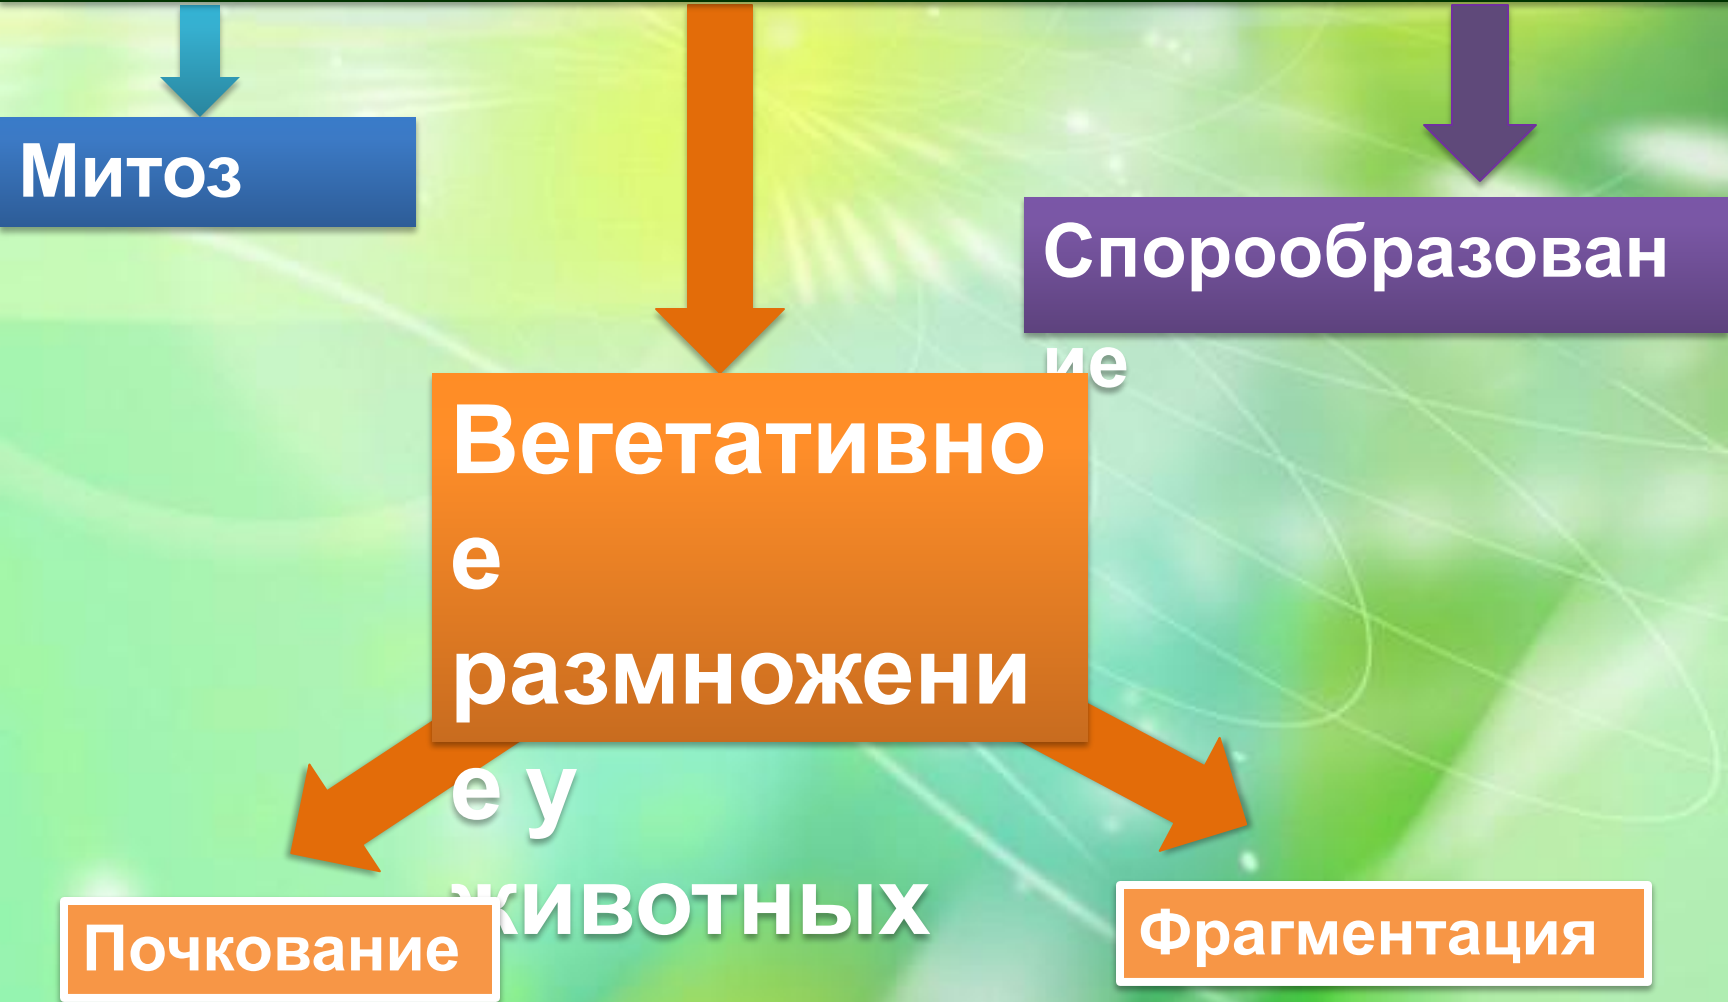 Митоз
Спорообразован
ие
Вегетативно
е
размножени
е у
животных
Почкование
Фрагментация